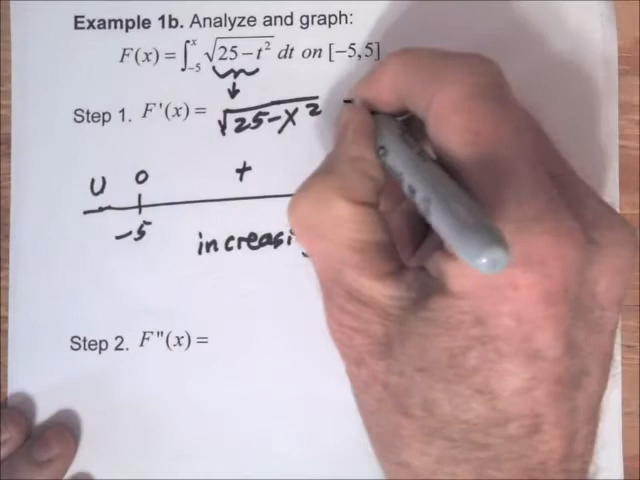 Example 1b. Analyze and graph:
F(x) = ∫_{-5}^{x} √(25 − t²) dt on [−5, 5]
Step 1. F'(x) = √(25 − x²)
U 0 +
−5
increasi
Step 2. F"(x) =